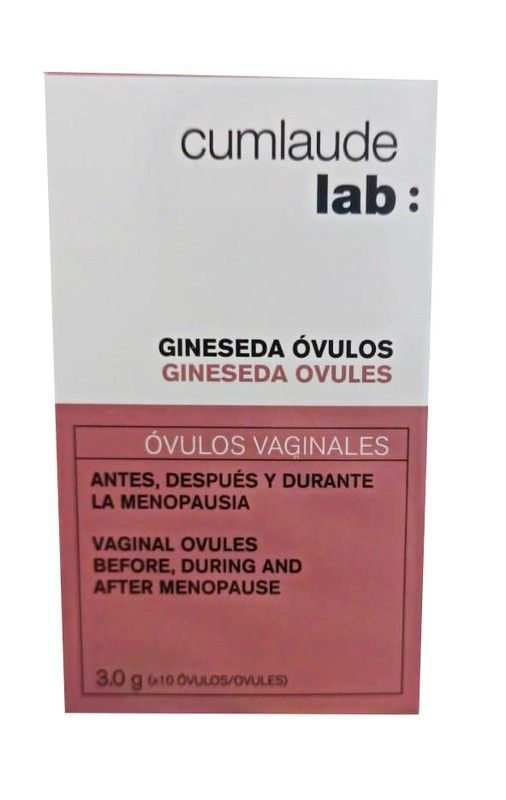 cumlaude
lab:
GINESEDA ÓVULOS
GINESEDA OVULES
ÓVULOS VAGINALES
ANTES, DESPUÉS Y DURANTE
LA MENOPAUSIA
VAGINAL OVULES
BEFORE, DURING AND
AFTER MENOPAUSE
3.0 g (x10 ÓVULOS/OVULES)